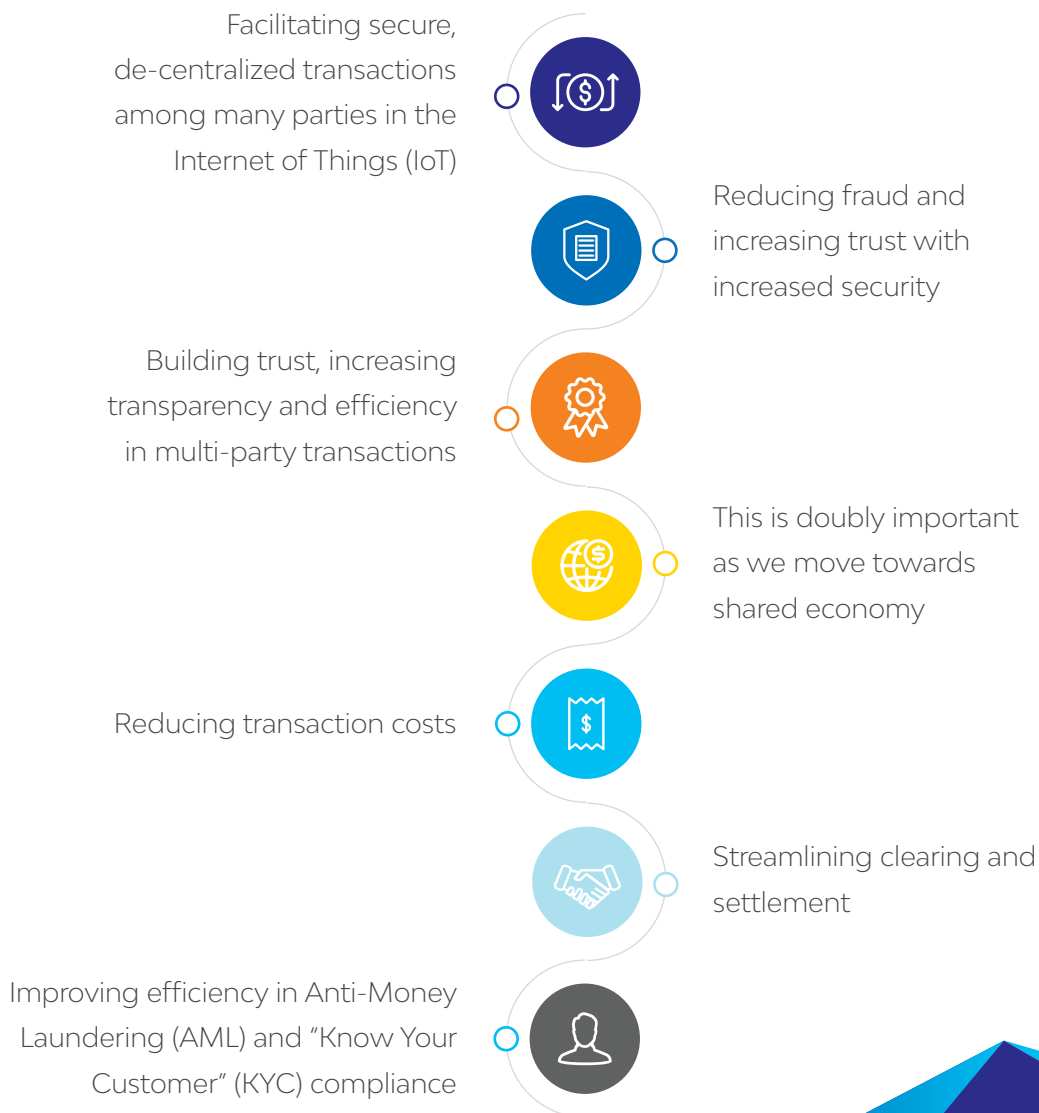 Facilitating secure,
de-centralized transactions
among many parties in the
Internet of Things (IoT)
Reducing fraud and
increasing trust with
increased security
Building trust, increasing
transparency and efficiency
in multi-party transactions
This is doubly important
as we move towards
shared economy
Reducing transaction costs
Streamlining clearing and
settlement
Improving efficiency in Anti-Money
Laundering (AML) and “Know Your
Customer” (KYC) compliance